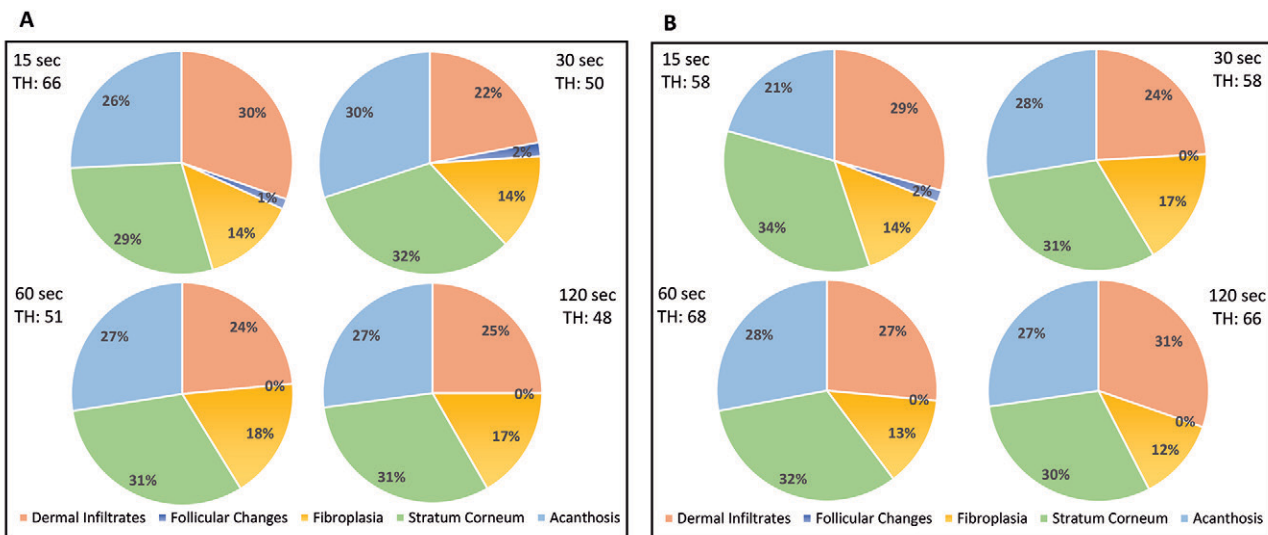 A
15 sec
TH: 66
26%
30%
1%
14%
29%
30 sec
TH: 50
30%
22%
2%
14%
32%
60 sec
TH: 51
27%
24%
0%
18%
31%
120 sec
TH: 48
27%
25%
0%
17%
31%
Dermal Infiltrates Follicular Changes Fibroplasia Stratum Corneum Acanthosis
B
15 sec
TH: 58
21%
29%
2%
14%
34%
30 sec
TH: 58
28%
24%
0%
17%
31%
60 sec
TH: 68
28%
27%
0%
13%
32%
120 sec
TH: 66
27%
31%
0%
12%
30%
Dermal Infiltrates Follicular Changes Fibroplasia Stratum Corneum Acanthosis